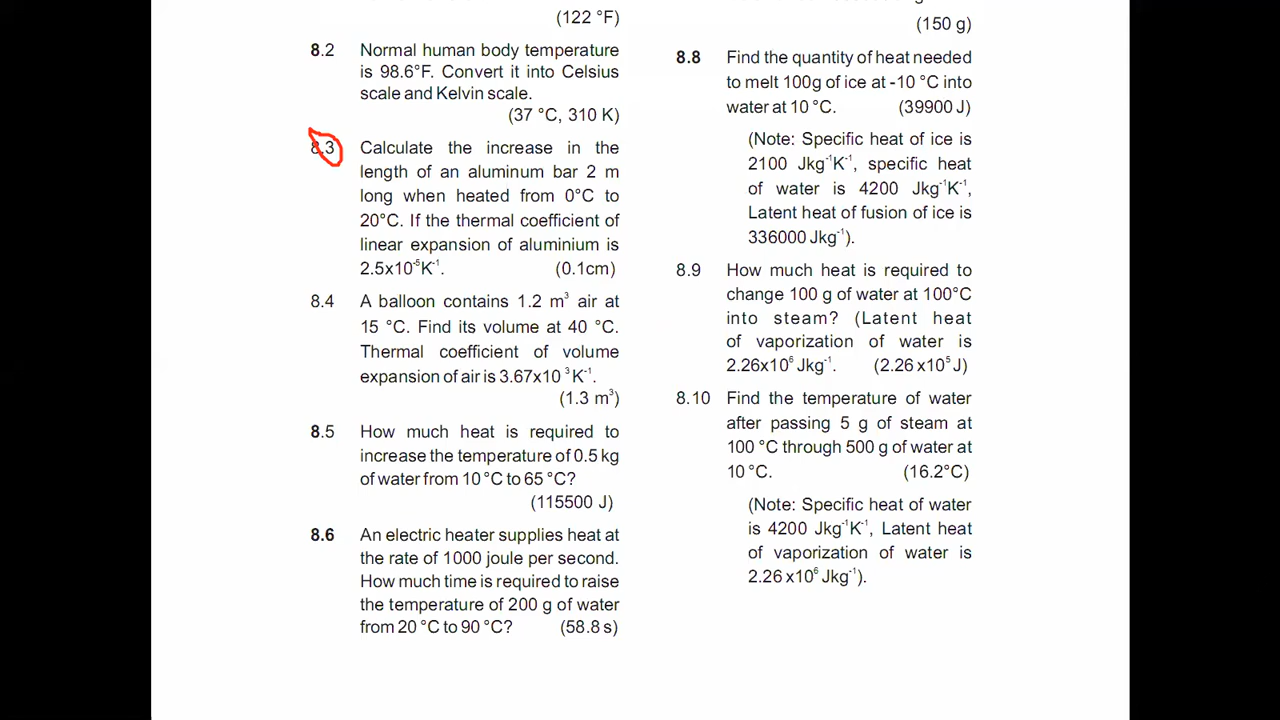 (122 °F)
8.2 Normal human body temperature
is 98.6°F. Convert it into Celsius
scale and Kelvin scale.
(37 °C, 310 K)
8.3 Calculate the increase in the
length of an aluminum bar 2 m
long when heated from 0°C to
20°C. If the thermal coefficient of
linear expansion of aluminium is
2.5x10⁻⁵K⁻¹. (0.1cm)
8.4 A balloon contains 1.2 m³ air at
15 °C. Find its volume at 40 °C.
Thermal coefficient of volume
expansion of air is 3.67x10 ³ K⁻¹.
(1.3 m³)
8.5 How much heat is required to
increase the temperature of 0.5 kg
of water from 10 °C to 65 °C?
(115500 J)
8.6 An electric heater supplies heat at
the rate of 1000 joule per second.
How much time is required to raise
the temperature of 200 g of water
from 20 °C to 90 °C? (58.8 s)
(150 g)
8.8 Find the quantity of heat needed
to melt 100g of ice at -10 °C into
water at 10 °C. (39900 J)
(Note: Specific heat of ice is
2100 Jkg⁻¹K⁻¹, specific heat
of water is 4200 Jkg⁻¹K⁻¹,
Latent heat of fusion of ice is
336000 Jkg⁻¹).
8.9 How much heat is required to
change 100 g of water at 100°C
into steam? (Latent heat
of vaporization of water is
2.26x10⁶ Jkg⁻¹. (2.26 x10⁵ J)
8.10 Find the temperature of water
after passing 5 g of steam at
100 °C through 500 g of water at
10 °C. (16.2°C)
(Note: Specific heat of water
is 4200 Jkg⁻¹K⁻¹, Latent heat
of vaporization of water is
2.26 x10⁶ Jkg⁻¹).